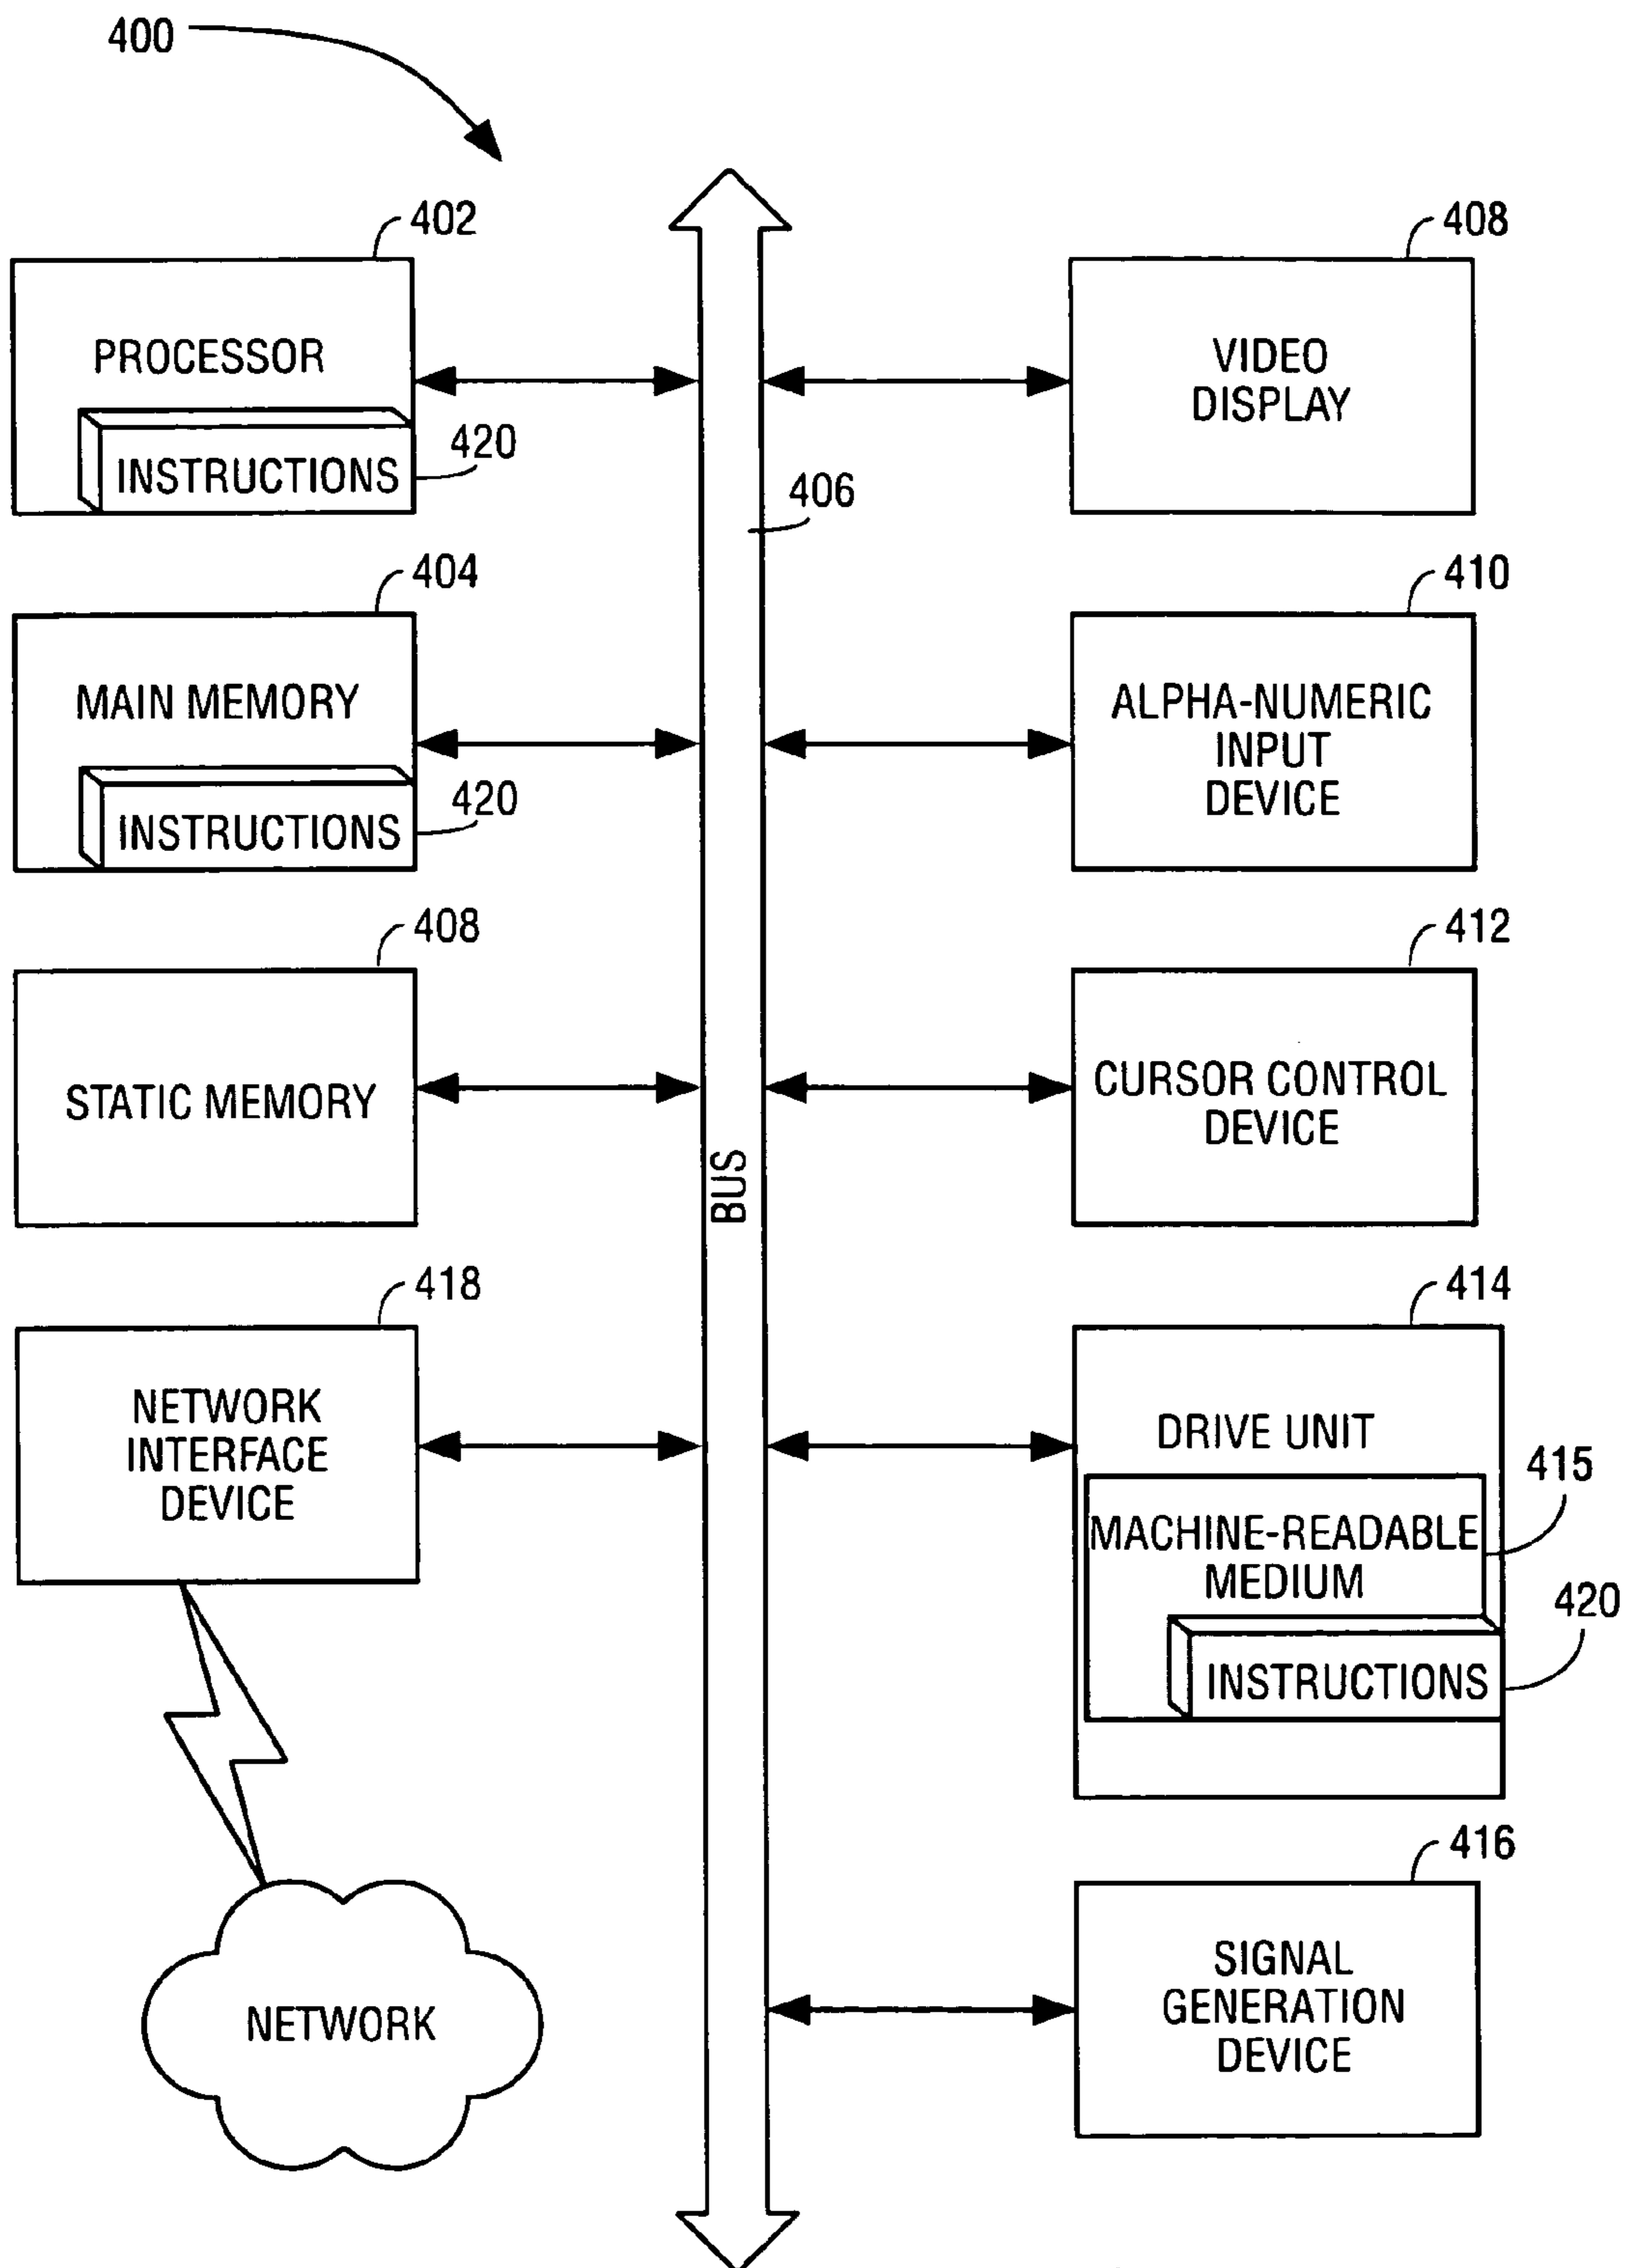 400
402
PROCESSOR
420
INSTRUCTIONS
404
MAIN MEMORY
420
INSTRUCTIONS
408
STATIC MEMORY
418
NETWORK
INTERFACE
DEVICE
NETWORK
406
BUS
408
VIDEO
DISPLAY
410
ALPHA-NUMERIC
INPUT
DEVICE
412
CURSOR CONTROL
DEVICE
414
DRIVE UNIT
415
MACHINE-READABLE
MEDIUM
420
INSTRUCTIONS
416
SIGNAL
GENERATION
DEVICE